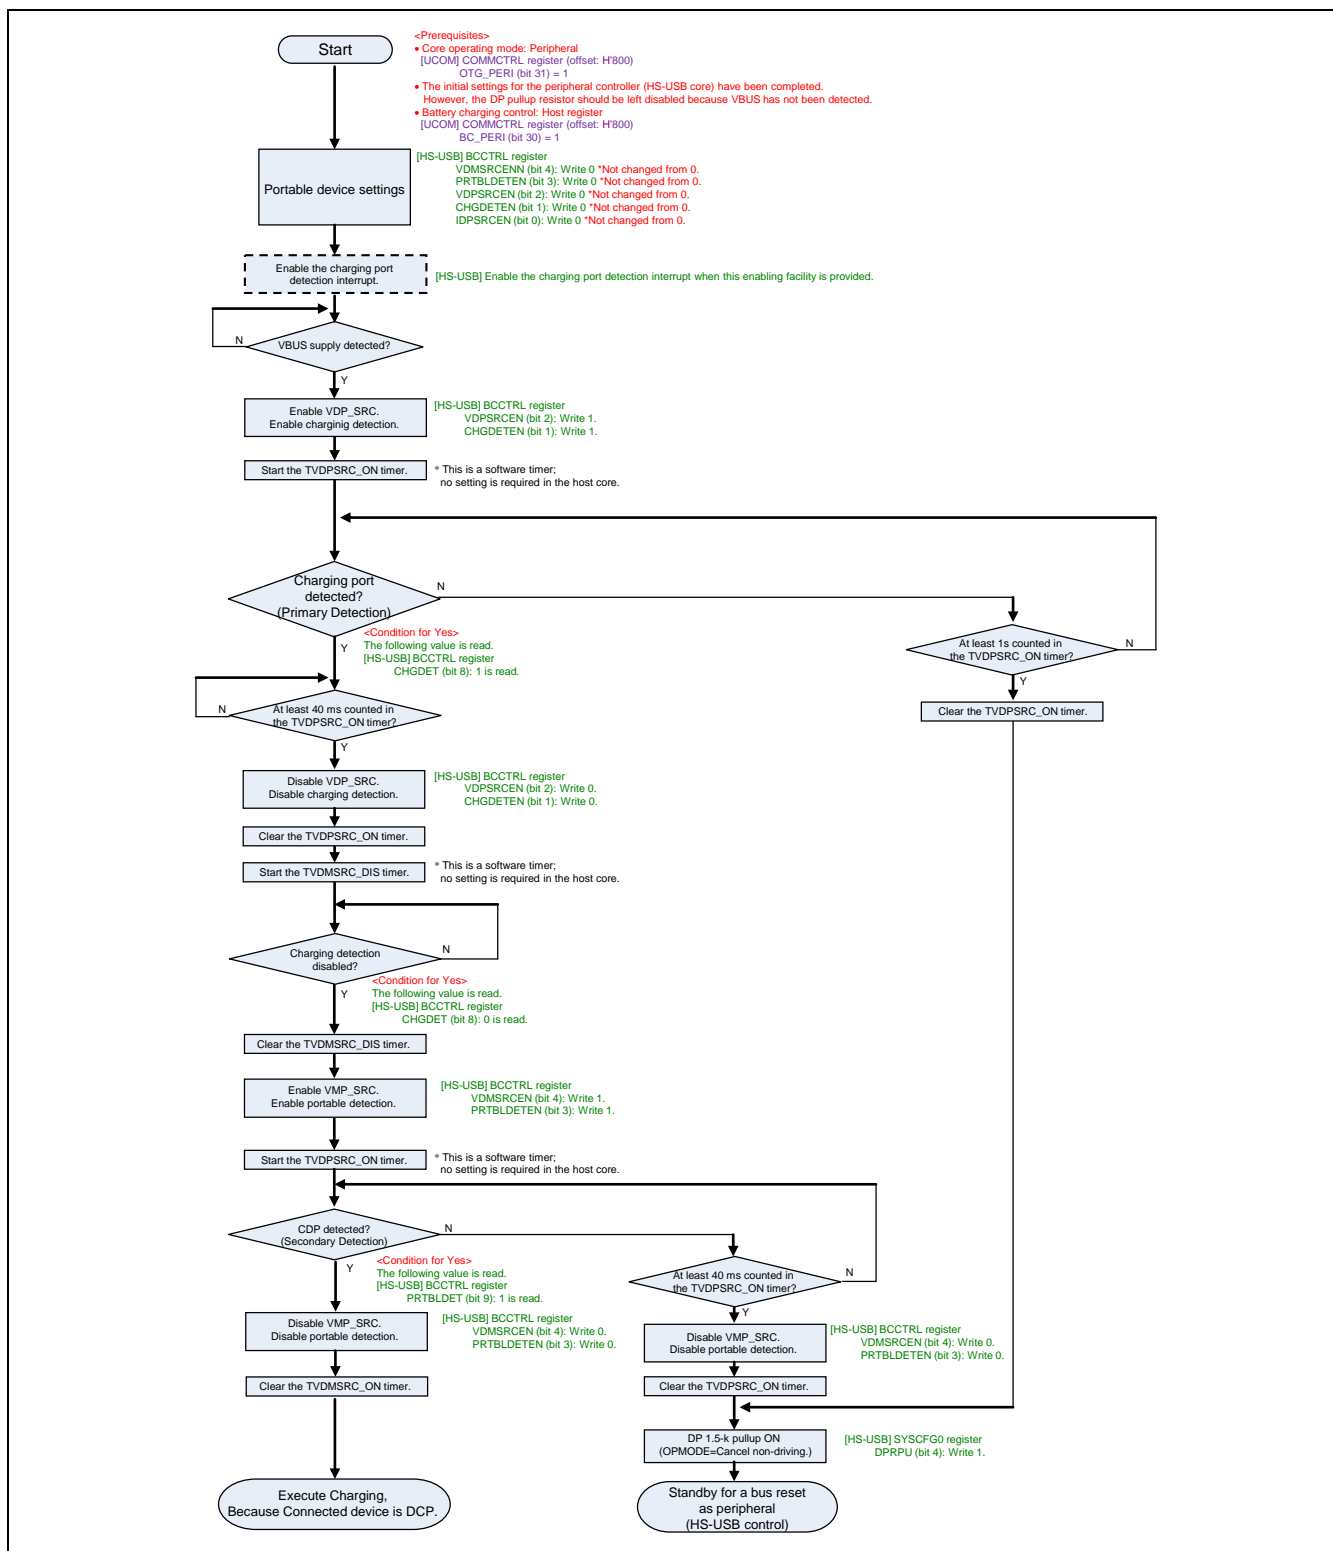 Start
<Prerequisites>
• Core operating mode: Peripheral
[UCOM] COMMCTRL register (offset: H'800)
OTG_PERI (bit 31) = 1
• The initial settings for the peripheral controller (HS-USB core) have been completed.
However, the DP pullup resistor should be left disabled because VBUS has not been detected.
• Battery charging control: Host register
[UCOM] COMMCTRL register (offset: H'800)
BC_PERI (bit 30) = 1
Portable device settings
[HS-USB] BCCTRL register
VDMSRCENN (bit 4): Write 0 *Not changed from 0.
PRTBLDETEN (bit 3): Write 0 *Not changed from 0.
VDPSRCEN (bit 2): Write 0 *Not changed from 0.
CHGDETEN (bit 1): Write 0 *Not changed from 0.
IDPSRCEN (bit 0): Write 0 *Not changed from 0.
Enable the charging port
detection interrupt.
[HS-USB] Enable the charging port detection interrupt when this enabling facility is provided.
N
VBUS supply detected?
Y
Enable VDP_SRC.
Enable charginig detection.
[HS-USB] BCCTRL register
VDPSRCEN (bit 2): Write 1.
CHGDETEN (bit 1): Write 1.
Start the TVDPSRC_ON timer.
* This is a software timer;
no setting is required in the host core.
Charging port
detected?
(Primary Detection)
N
Y
<Condition for Yes>
The following value is read.
[HS-USB] BCCTRL register
CHGDET (bit 8): 1 is read.
At least 1s counted in
the TVDPSRC_ON timer?
N
Y
Clear the TVDPSRC_ON timer.
N
At least 40 ms counted in
the TVDPSRC_ON timer?
Y
Disable VDP_SRC.
Disable charging detection.
[HS-USB] BCCTRL register
VDPSRCEN (bit 2): Write 0.
CHGDETEN (bit 1): Write 0.
Clear the TVDPSRC_ON timer.
Start the TVDMSRC_DIS timer.
* This is a software timer;
no setting is required in the host core.
Charging detection
disabled?
N
Y
<Condition for Yes>
The following value is read.
[HS-USB] BCCTRL register
CHGDET (bit 8): 0 is read.
Clear the TVDMSRC_DIS timer.
Enable VMP_SRC.
Enable portable detection.
[HS-USB] BCCTRL register
VDMSRCEN (bit 4): Write 1.
PRTBLDETEN (bit 3): Write 1.
Start the TVDPSRC_ON timer.
* This is a software timer;
no setting is required in the host core.
CDP detected?
(Secondary Detection)
N
Y
<Condition for Yes>
The following value is read.
[HS-USB] BCCTRL register
PRTBLDET (bit 9): 1 is read.
At least 40 ms counted in
the TVDPSRC_ON timer?
N
Y
Disable VMP_SRC.
Disable portable detection.
[HS-USB] BCCTRL register
VDMSRCEN (bit 4): Write 0.
PRTBLDETEN (bit 3): Write 0.
Disable VMP_SRC.
Disable portable detection.
[HS-USB] BCCTRL register
VDMSRCEN (bit 4): Write 0.
PRTBLDETEN (bit 3): Write 0.
Clear the TVDMSRC_ON timer.
Clear the TVDPSRC_ON timer.
DP 1.5-k pullup ON
(OPMODE=Cancel non-driving.)
[HS-USB] SYSCFG0 register
DPRPU (bit 4): Write 1.
Execute Charging,
Because Connected device is DCP.
Standby for a bus reset
as peripheral
(HS-USB control)